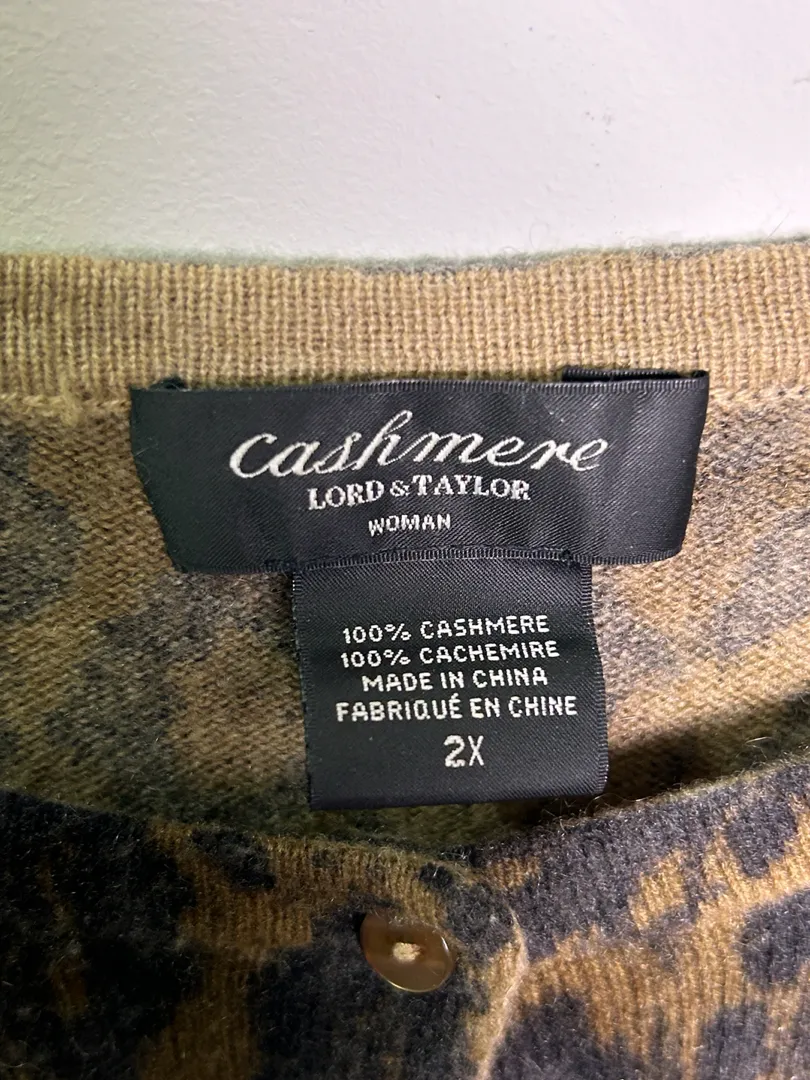 cashmere
LORD & TAYLOR
WOMAN
100% CASHMERE
100% CACHEMIRE
MADE IN CHINA
FABRIQUÉ EN CHINE
2X